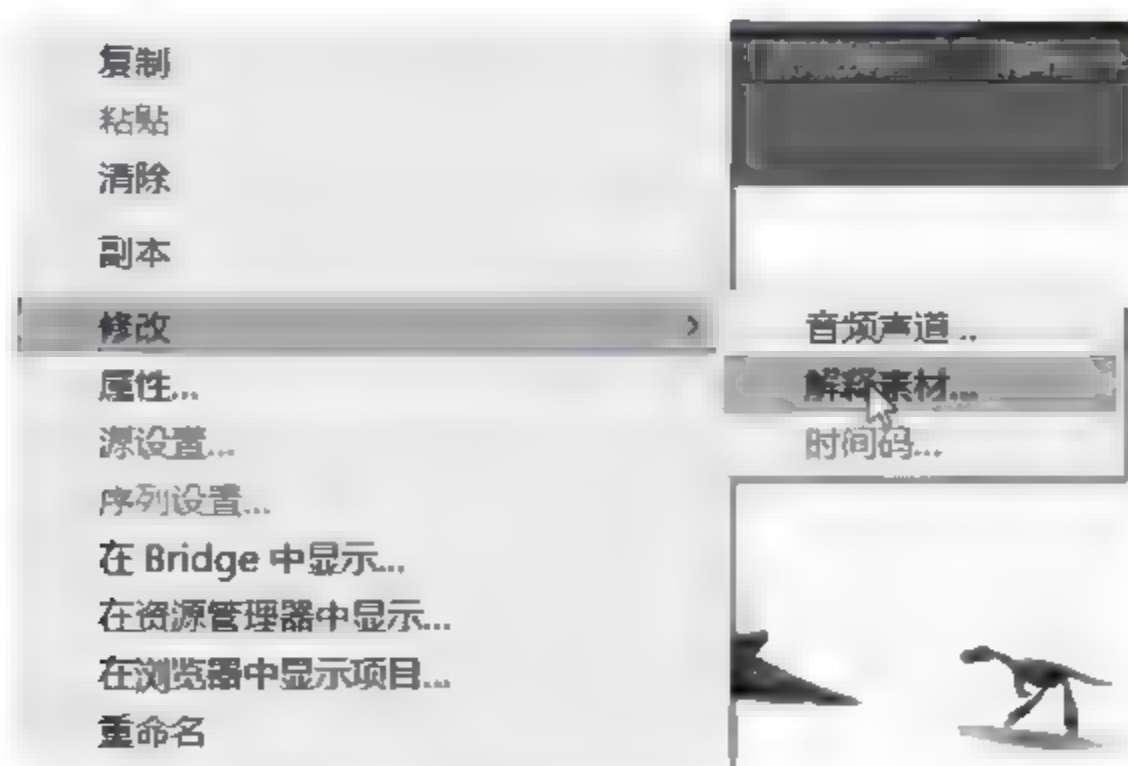 复制
粘贴
清除
副本
修改 >
音频声道...
解释素材...
时间码...
属性...
源设置...
序列设置...
在 Bridge 中显示...
在资源管理器中显示...
在浏览器中显示项目...
重命名